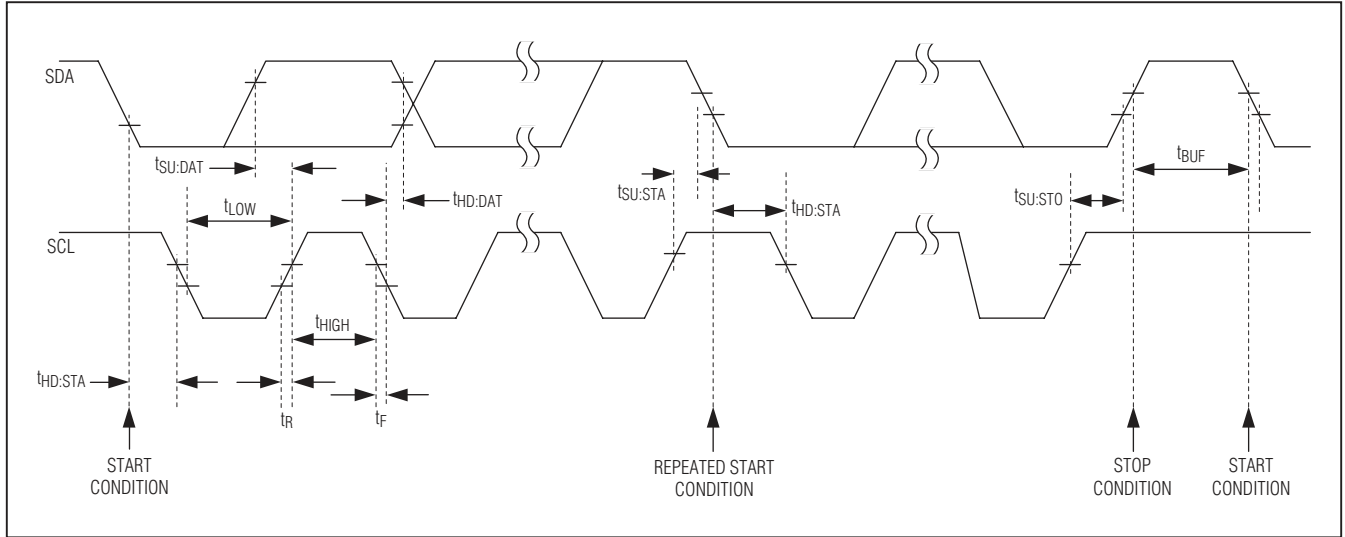 SDA
tSU:DAT
tHD:DAT
tLOW
tSU:STA
tHD:STA
tSU:STO
tBUF
SCL
tHIGH
tHD:STA
tR
tF
START
CONDITION
REPEATED START
CONDITION
STOP
CONDITION
START
CONDITION